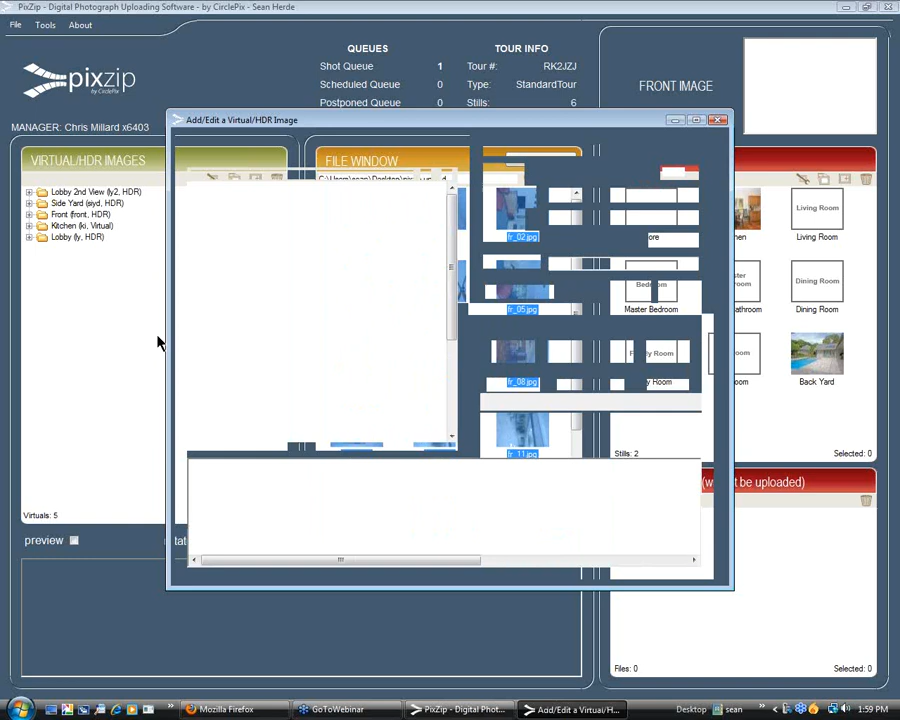 PixZip - Digital Photograph Uploading Software - by CirclePix - Sean Herde
File Tools About
pixzip
by CirclePix
QUEUES
Shot Queue 1
Scheduled Queue 0
Postponed Queue 0
TOUR INFO
Tour #: RK2JZJ
Type: StandardTour
Stills: 6
FRONT IMAGE
MANAGER: Chris Millard x6403
Add/Edit a Virtual/HDR Image
VIRTUAL/HDR IMAGES
Lobby 2nd View (ly2, HDR)
Side Yard (siyd, HDR)
Front (front, HDR)
Kitchen (ki, Virtual)
Lobby (ly, HDR)
Virtuals: 5
preview
FILE WINDOW
fr_02.jpg
fr_05.jpg
fr_08.jpg
fr_11.jpg
Living Room
Living Room
Master Bedroom
Dining Room
Dining Room
Back Yard
Stills: 2
Selected: 0
Files: 0
Selected: 0
Mozilla Firefox
GoToWebinar
PixZip - Digital Phot...
Add/Edit a Virtual/H...
Desktop
sean
1:59 PM